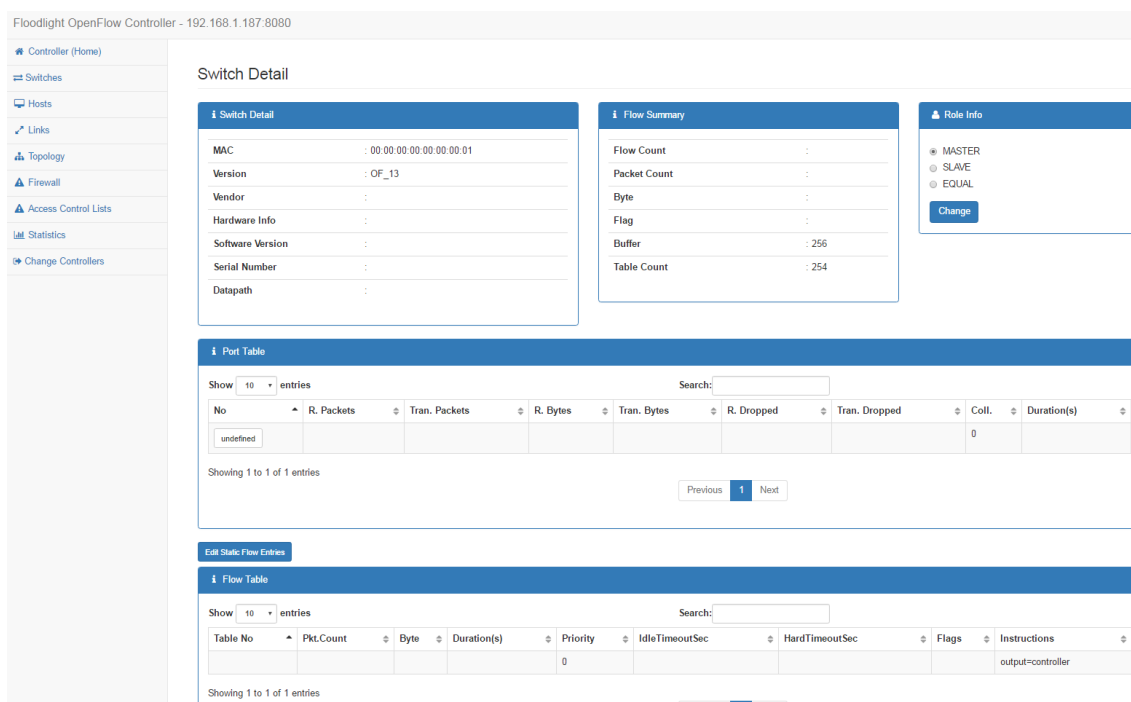 Floodlight OpenFlow Controller - 192.168.1.187:8080
Controller (Home)
Switches
Hosts
Links
Topology
Firewall
Access Control Lists
Statistics
Change Controllers
Switch Detail
Switch Detail
MAC : 00:00:00:00:00:00:00:01
Version : OF_13
Vendor :
Hardware Info :
Software Version :
Serial Number :
Datapath :
Flow Summary
Flow Count :
Packet Count :
Byte :
Flag :
Buffer : 256
Table Count : 254
Role Info
MASTER
SLAVE
EQUAL
Change
Port Table
Show 10 entries Search:
No R. Packets Tran. Packets R. Bytes Tran. Bytes R. Dropped Tran. Dropped Coll. Duration(s)
undefined 0
Showing 1 to 1 of 1 entries
Previous 1 Next
Edit Static Flow Entries
Flow Table
Show 10 entries Search:
Table No Pkt.Count Byte Duration(s) Priority IdleTimeoutSec HardTimeoutSec Flags Instructions
0 output=controller
Showing 1 to 1 of 1 entries